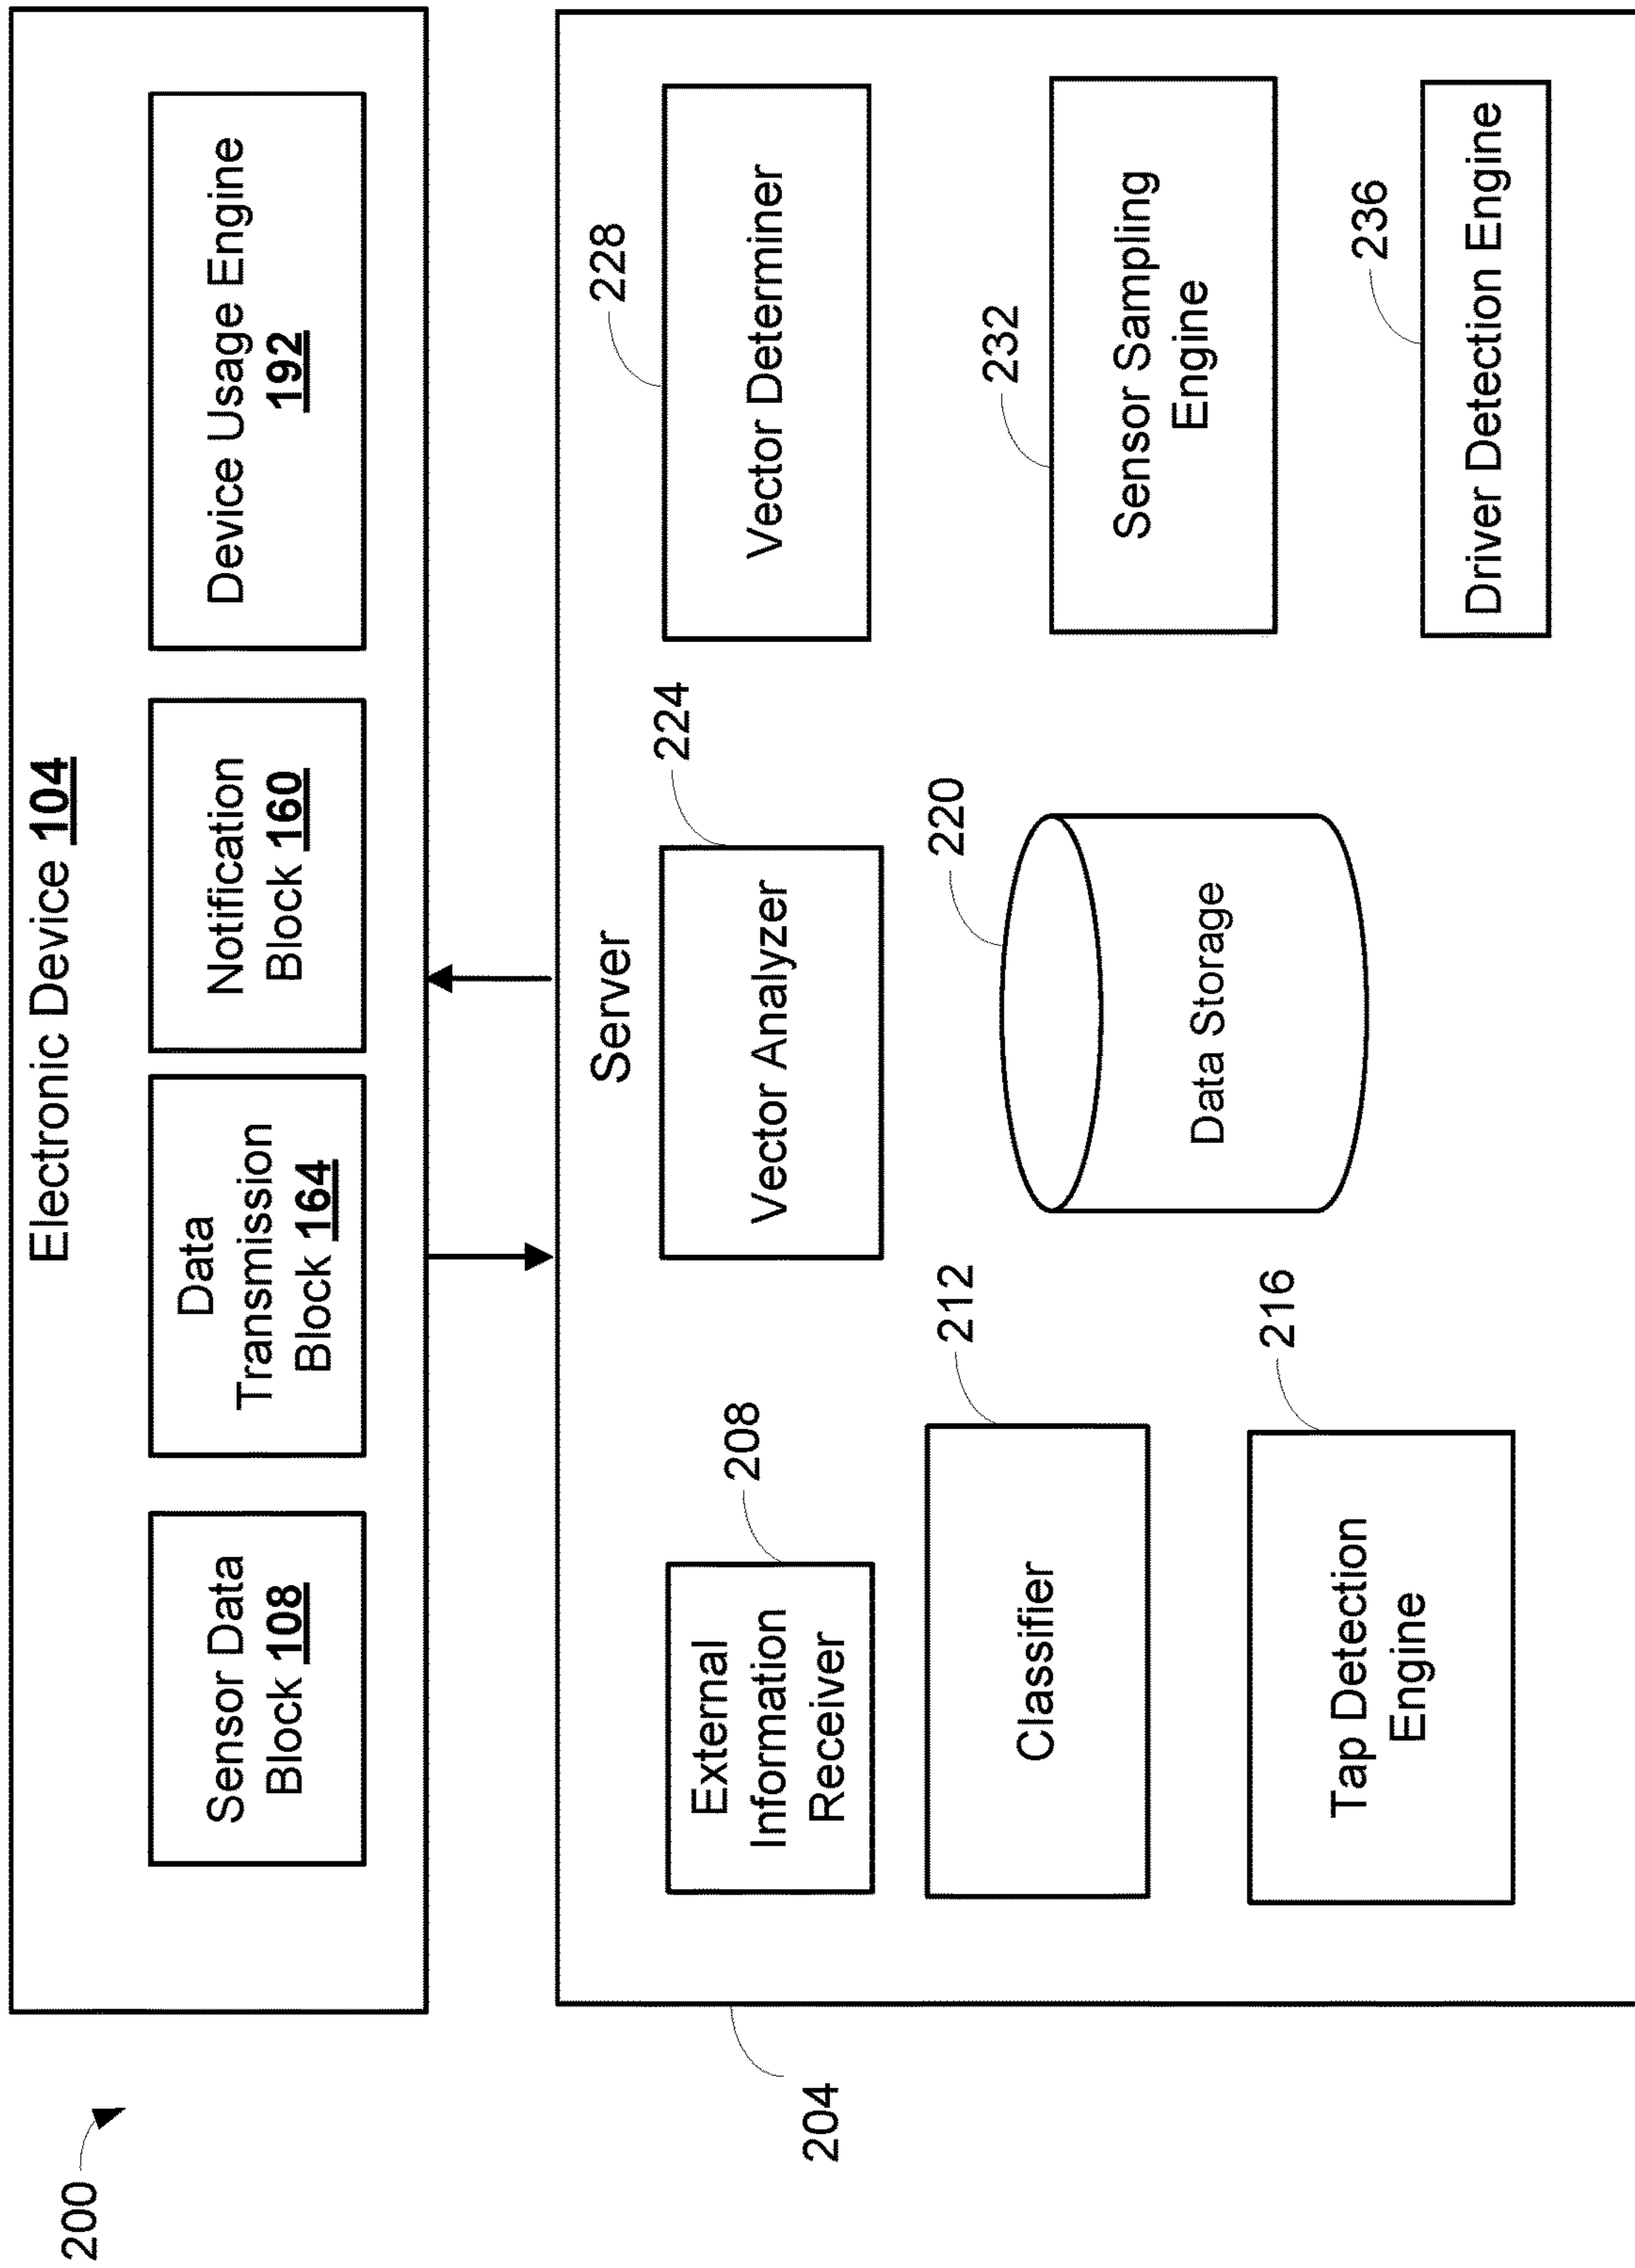 200
Electronic Device 104
Sensor Data
Block 108
Data
Transmission
Block 164
Notification
Block 160
Device Usage Engine
192
204
Server
External
Information
Receiver
208
Vector Analyzer
224
Vector Determiner
228
Classifier
212
Data Storage
220
Sensor Sampling
Engine
232
Tap Detection
Engine
216
Driver Detection Engine
236